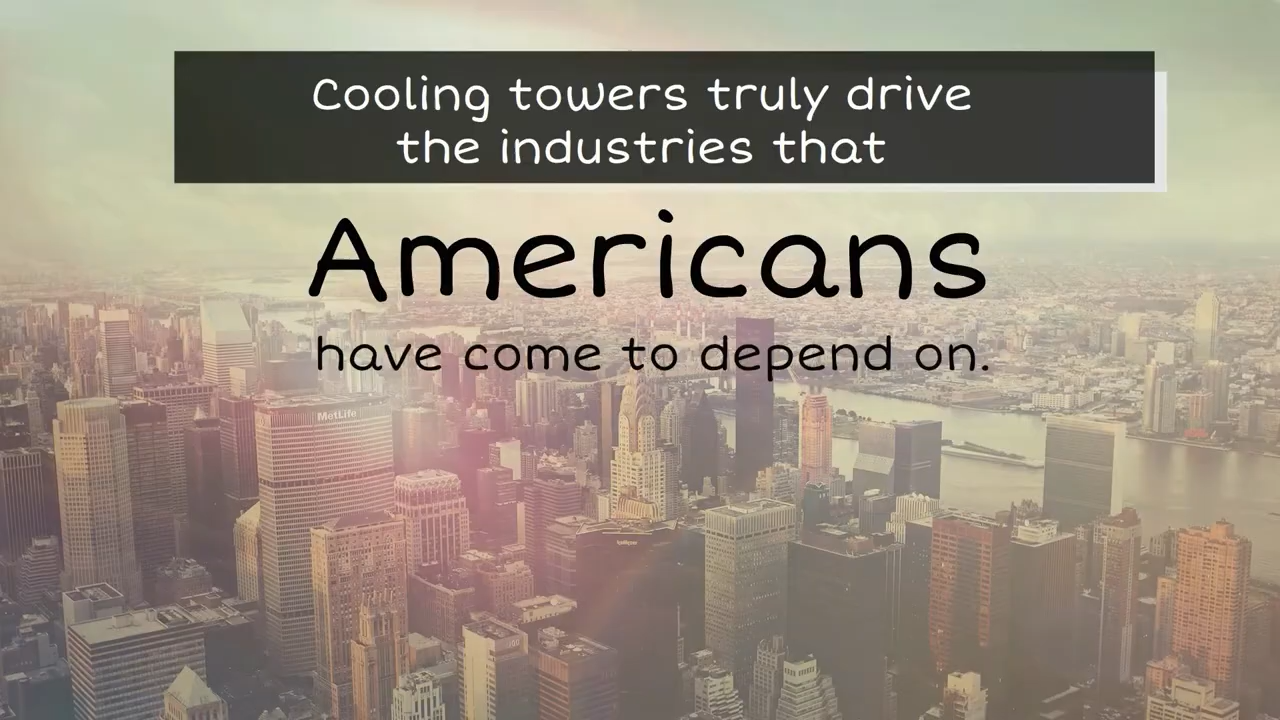 Cooling towers truly drive
the industries that
Americans
have come to depend on.
MetLife